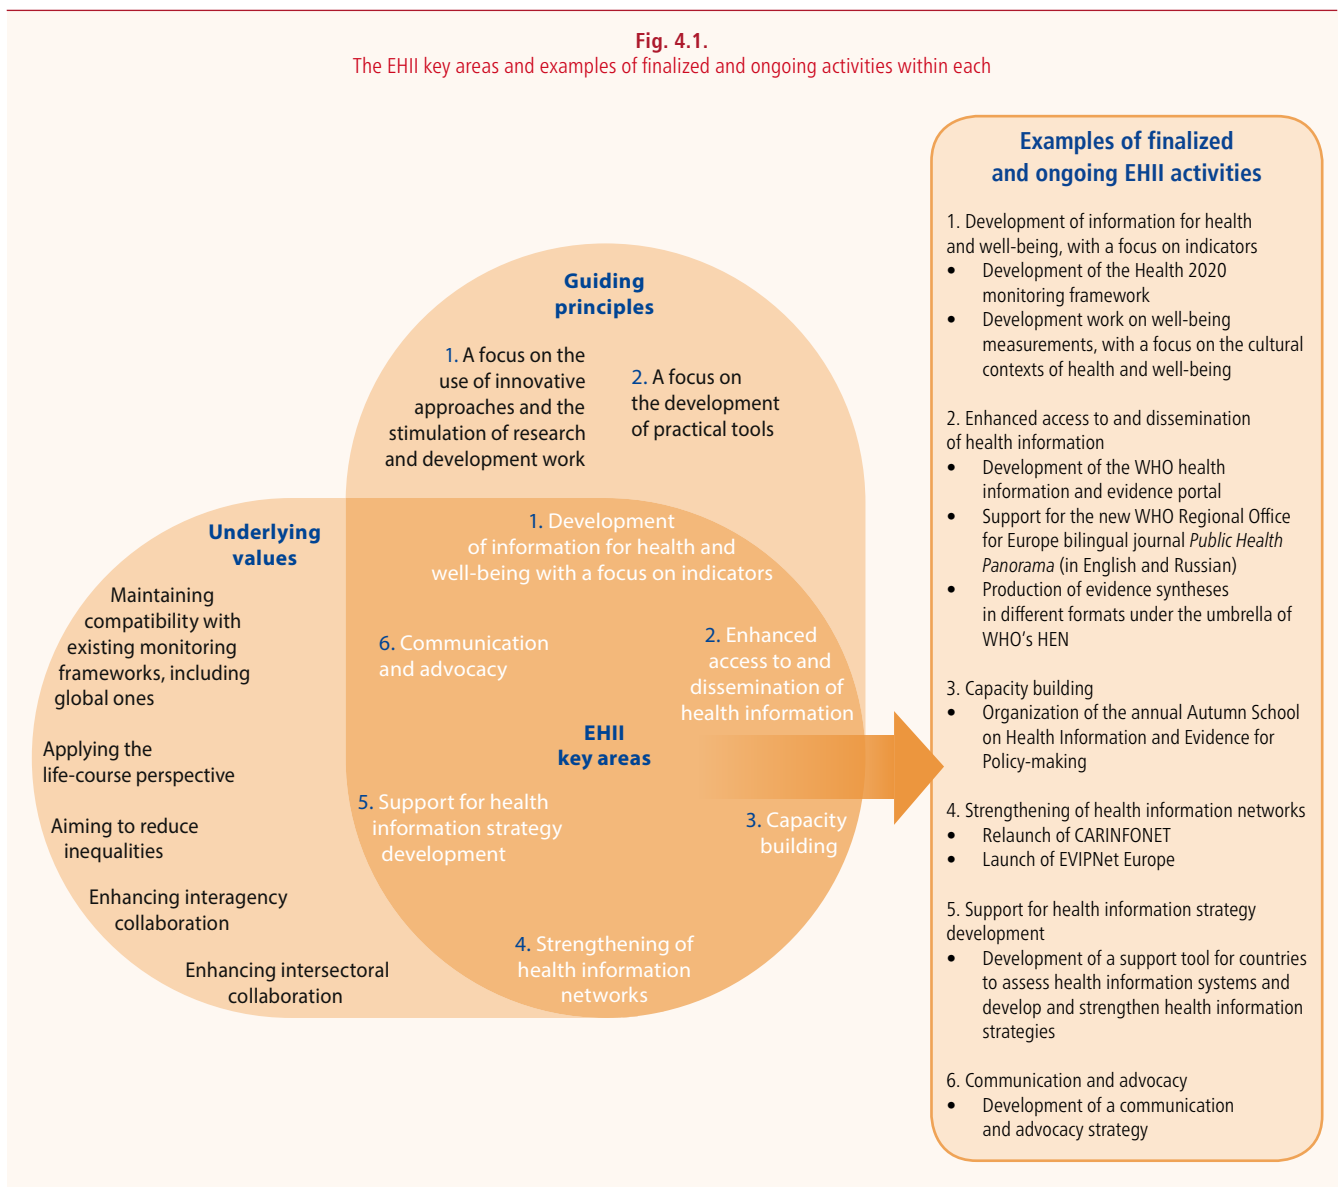 Fig. 4.1.
The EHII key areas and examples of finalized and ongoing activities within each
Guiding
principles
1. A focus on the
use of innovative
approaches and the
stimulation of research
and development work
2. A focus on
the development
of practical tools
Underlying
values
Maintaining
compatibility with
existing monitoring
frameworks, including
global ones
Applying the
life-course perspective
Aiming to reduce
inequalities
Enhancing interagency
collaboration
Enhancing intersectoral
collaboration
EHII
key areas
1. Development
of information for health and
well-being with a focus on indicators
2. Enhanced
access to and
dissemination of
health information
3. Capacity
building
4. Strengthening of
health information
networks
5. Support for health
information strategy
development
6. Communication
and advocacy
Examples of finalized
and ongoing EHII activities
1. Development of information for health
and well-being, with a focus on indicators
• Development of the Health 2020
monitoring framework
• Development work on well-being
measurements, with a focus on the cultural
contexts of health and well-being
2. Enhanced access to and dissemination
of health information
• Development of the WHO health
information and evidence portal
• Support for the new WHO Regional Office
for Europe bilingual journal Public Health
Panorama (in English and Russian)
• Production of evidence syntheses
in different formats under the umbrella of
WHO's HEN
3. Capacity building
• Organization of the annual Autumn School
on Health Information and Evidence for
Policy-making
4. Strengthening of health information networks
• Relaunch of CARINFONET
• Launch of EVIPNet Europe
5. Support for health information strategy
development
• Development of a support tool for countries
to assess health information systems and
develop and strengthen health information
strategies
6. Communication and advocacy
• Development of a communication
and advocacy strategy